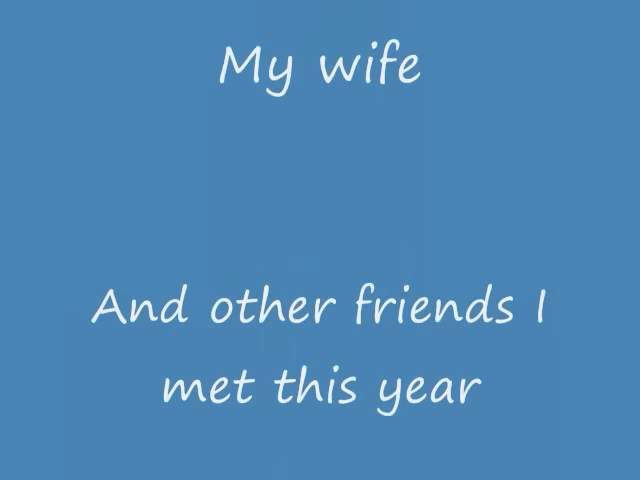 My wife
And other friends I
met this year